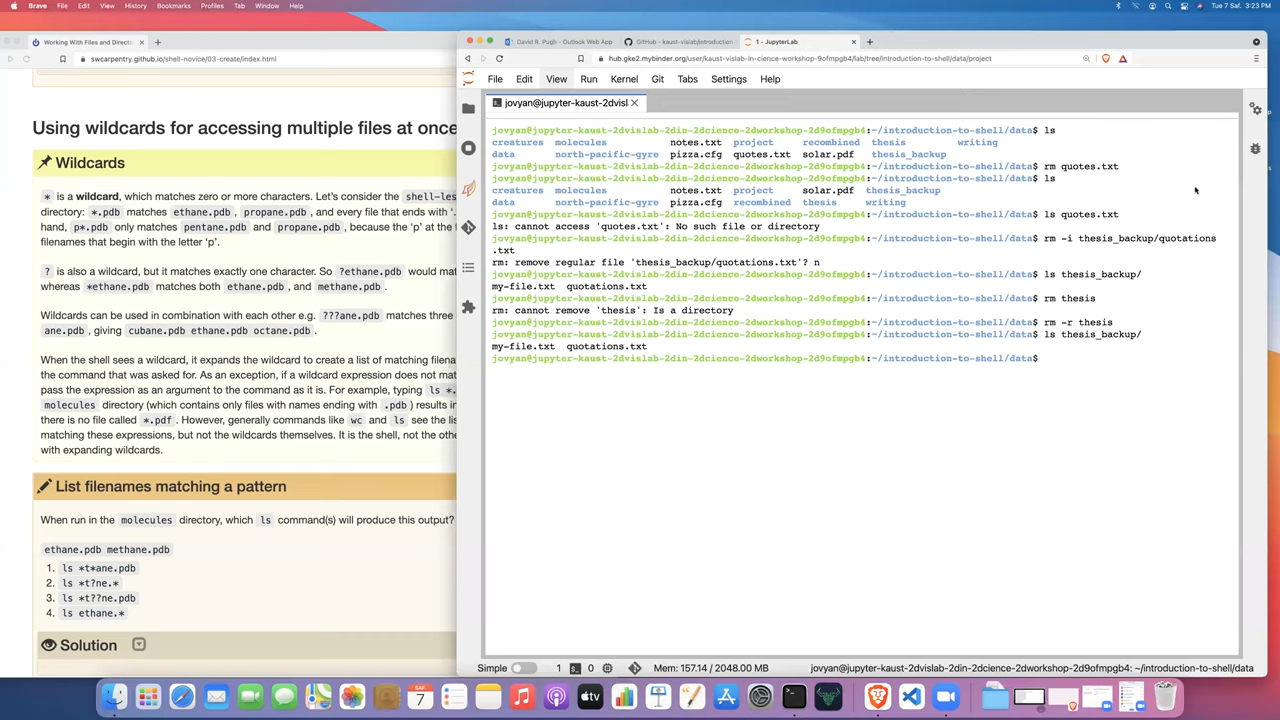 Brave File Edit View History Bookmarks Profiles Tab Window Help
Tue 7 Saf. 3:23 PM
Working With Files and Direct
swcarpentry.github.io/shell-novice/03-create/index.html
Using wildcards for accessing multiple files at once
Wildcards
* is a wildcard, which matches zero or more characters. Let's consider the shell-les
directory: *.pdb matches ethane.pdb, propane.pdb, and every file that ends with '.
hand, p*.pdb only matches pentane.pdb and propane.pdb, because the 'p' at the f
filenames that begin with the letter 'p'.
? is also a wildcard, but it matches exactly one character. So ?ethane.pdb would mat
whereas *ethane.pdb matches both ethane.pdb, and methane.pdb.
Wildcards can be used in combination with each other e.g. ???ane.pdb matches three
ane.pdb, giving cubane.pdb ethane.pdb octane.pdb.
When the shell sees a wildcard, it expands the wildcard to create a list of matching filena
the command that was asked for. As an exception, if a wildcard expression does not mat
pass the expression as an argument to the command as it is. For example, typing ls *.
molecules directory (which contains only files with names ending with .pdb) results in
there is no file called *.pdf. However, generally commands like wc and ls see the lis
matching these expressions, but not the wildcards themselves. It is the shell, not the othe
with expanding wildcards.
List filenames matching a pattern
When run in the molecules directory, which ls command(s) will produce this output?
ethane.pdb methane.pdb
1. ls *t*ane.pdb
2. ls *t?ne.*
3. ls *t??ne.pdb
4. ls ethane.*
Solution
David R. Pugh - Outlook Web App
GitHub - kaust-vislab/introduction
1 - JupyterLab
hub.gke2.mybinder.org/user/kaust-vislab-in-cience-workshop-9ofmpgb4/lab/tree/introduction-to-shell/data/project
File Edit View Run Kernel Git Tabs Settings Help
jovyan@jupyter-kaust-2dvisl
jovyan@jupyter-kaust-2dvislab-2din-2dcience-2dworkshop-2d9ofmpgb4:~/introduction-to-shell/data$ ls
creatures molecules notes.txt project recombined thesis writing
data north-pacific-gyre pizza.cfg quotes.txt solar.pdf thesis_backup
jovyan@jupyter-kaust-2dvislab-2din-2dcience-2dworkshop-2d9ofmpgb4:~/introduction-to-shell/data$ rm quotes.txt
jovyan@jupyter-kaust-2dvislab-2din-2dcience-2dworkshop-2d9ofmpgb4:~/introduction-to-shell/data$ ls
creatures molecules notes.txt project solar.pdf thesis_backup
data north-pacific-gyre pizza.cfg recombined thesis writing
jovyan@jupyter-kaust-2dvislab-2din-2dcience-2dworkshop-2d9ofmpgb4:~/introduction-to-shell/data$ ls quotes.txt
ls: cannot access 'quotes.txt': No such file or directory
jovyan@jupyter-kaust-2dvislab-2din-2dcience-2dworkshop-2d9ofmpgb4:~/introduction-to-shell/data$ rm -i thesis_backup/quotations
.txt
rm: remove regular file 'thesis_backup/quotations.txt'? n
jovyan@jupyter-kaust-2dvislab-2din-2dcience-2dworkshop-2d9ofmpgb4:~/introduction-to-shell/data$ ls thesis_backup/
my-file.txt quotations.txt
jovyan@jupyter-kaust-2dvislab-2din-2dcience-2dworkshop-2d9ofmpgb4:~/introduction-to-shell/data$ rm thesis
rm: cannot remove 'thesis': Is a directory
jovyan@jupyter-kaust-2dvislab-2din-2dcience-2dworkshop-2d9ofmpgb4:~/introduction-to-shell/data$ rm -r thesis
jovyan@jupyter-kaust-2dvislab-2din-2dcience-2dworkshop-2d9ofmpgb4:~/introduction-to-shell/data$ ls thesis_backup/
my-file.txt quotations.txt
jovyan@jupyter-kaust-2dvislab-2din-2dcience-2dworkshop-2d9ofmpgb4:~/introduction-to-shell/data$
Simple 1 0 Mem: 157.14 / 2048.00 MB
jovyan@jupyter-kaust-2dvislab-2din-2dcience-2dworkshop-2d9ofmpgb4: ~/introduction-to-shell/data
SAF
7
tv